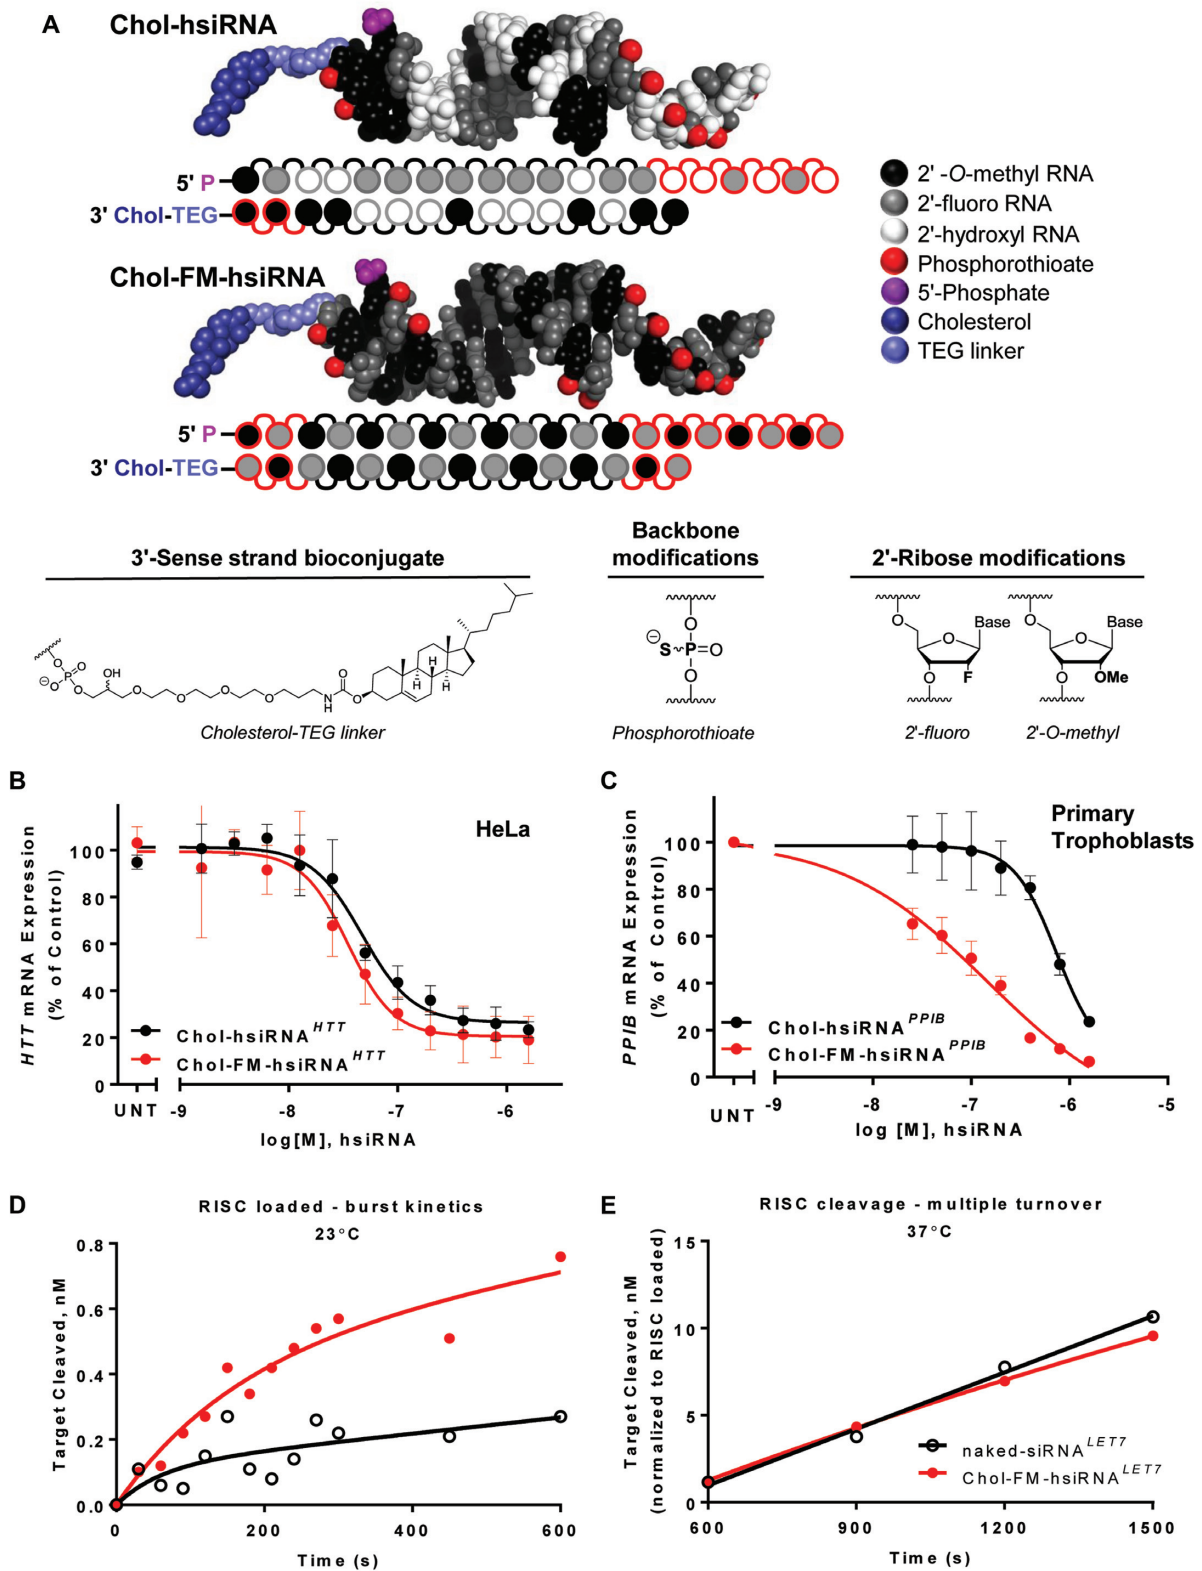 A
Chol-hsiRNA
5' P
3' Chol-TEG
Chol-FM-hsiRNA
5' P
3' Chol-TEG
2' -O-methyl RNA
2'-fluoro RNA
2'-hydroxyl RNA
Phosphorothioate
5'-Phosphate
Cholesterol
TEG linker
3'-Sense strand bioconjugate
Backbone
modifications
2'-Ribose modifications
O
P
O
⊖
O
O
OH
O
O
O
O
N
H
O
O
H
H
H
H
Cholesterol-TEG linker
O
⊖
S
P=O
O
Phosphorothioate
O
O
Base
O
F
2'-fluoro
O
O
Base
O
OMe
2'-O-methyl
B
HTT mRNA Expression
(% of Control)
100
80
60
40
20
0
HeLa
Chol-hsiRNA HTT
Chol-FM-hsiRNA HTT
UNT
-9
-8
-7
-6
log[M], hsiRNA
C
PPIB mRNA Expression
(% of Control)
100
80
60
40
20
0
Primary
Trophoblasts
Chol-hsiRNA PPIB
Chol-FM-hsiRNA PPIB
UNT
-9
-8
-7
-6
-5
log [M], hsiRNA
D
RISC loaded - burst kinetics
23°C
Target Cleaved, nM
0.8
0.6
0.4
0.2
0.0
0
200
400
600
Time (s)
E
RISC cleavage - multiple turnover
37°C
Target Cleaved, nM
(normalized to RISC loaded)
15
10
5
0
naked-siRNA LET7
Chol-FM-hsiRNA LET7
600
900
1200
1500
Time (s)